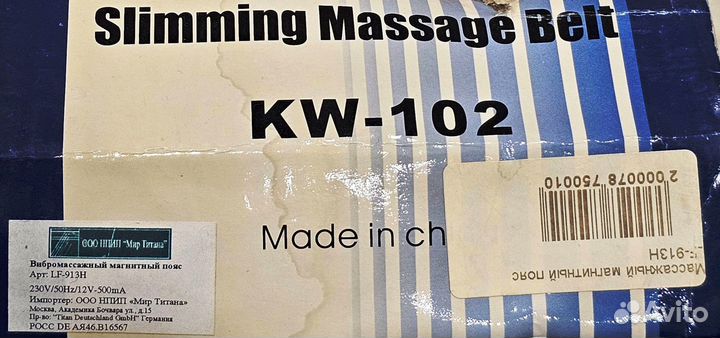 Slimming Massage Belt
KW-102
Made in ch
ООО НПИП "Мир Титана"
Вибромассажный магнитный пояс
Арт: LF-913H
230V/50Hz/12V-500mA
Импортер: ООО НПИП «Мир Титана»
Москва, Академика Бочвара ул., д.15
Пр-во: "Titan Deutschland GmbH" Германия
РОСС DE АЯ46.В16567
Массажный магнитный пояс
LF-913H
2 000078 750010
Avito